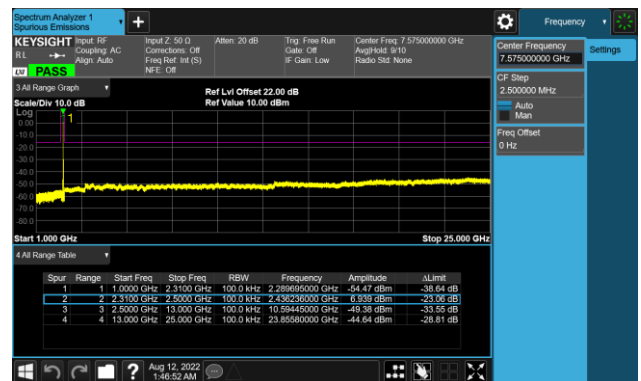 Spectrum Analyzer 1
Spurious Emissions
KEYSIGHT
RL
LXI
PASS
Input: RF
Coupling: AC
Align: Auto
Input Z: 50 Ω
Corrections: Off
Freq Ref: Int (S)
NFE: Off
Atten: 20 dB
Trig: Free Run
Gate: Off
IF Gain: Low
Center Freq: 7.575000000 GHz
Avg|Hold: 9/10
Radio Std: None
3 All Range Graph
Scale/Div 10.0 dB
Ref Lvl Offset 22.00 dB
Ref Value 10.00 dBm
Log
1
0.00
-10.0
-20.0
-30.0
-40.0
-50.0
-60.0
-70.0
-80.0
Start 1.000 GHz
Stop 25.000 GHz
4 All Range Table
Spur Range Start Freq Stop Freq RBW Frequency Amplitude ΔLimit
1 1 1.0000 GHz 2.3100 GHz 100.0 kHz 2.289695000 GHz -54.47 dBm -38.64 dB
2 2 2.3100 GHz 2.5000 GHz 100.0 kHz 2.436236000 GHz 6.939 dBm -23.06 dB
3 3 2.5000 GHz 13.000 GHz 100.0 kHz 10.59445000 GHz -49.38 dBm -33.55 dB
4 4 13.000 GHz 25.000 GHz 100.0 kHz 23.85580000 GHz -44.64 dBm -28.81 dB
?
Aug 12, 2022
1:46:52 AM
Frequency
Center Frequency
7.575000000 GHz
Settings
CF Step
2.500000 MHz
Auto
Man
Freq Offset
0 Hz